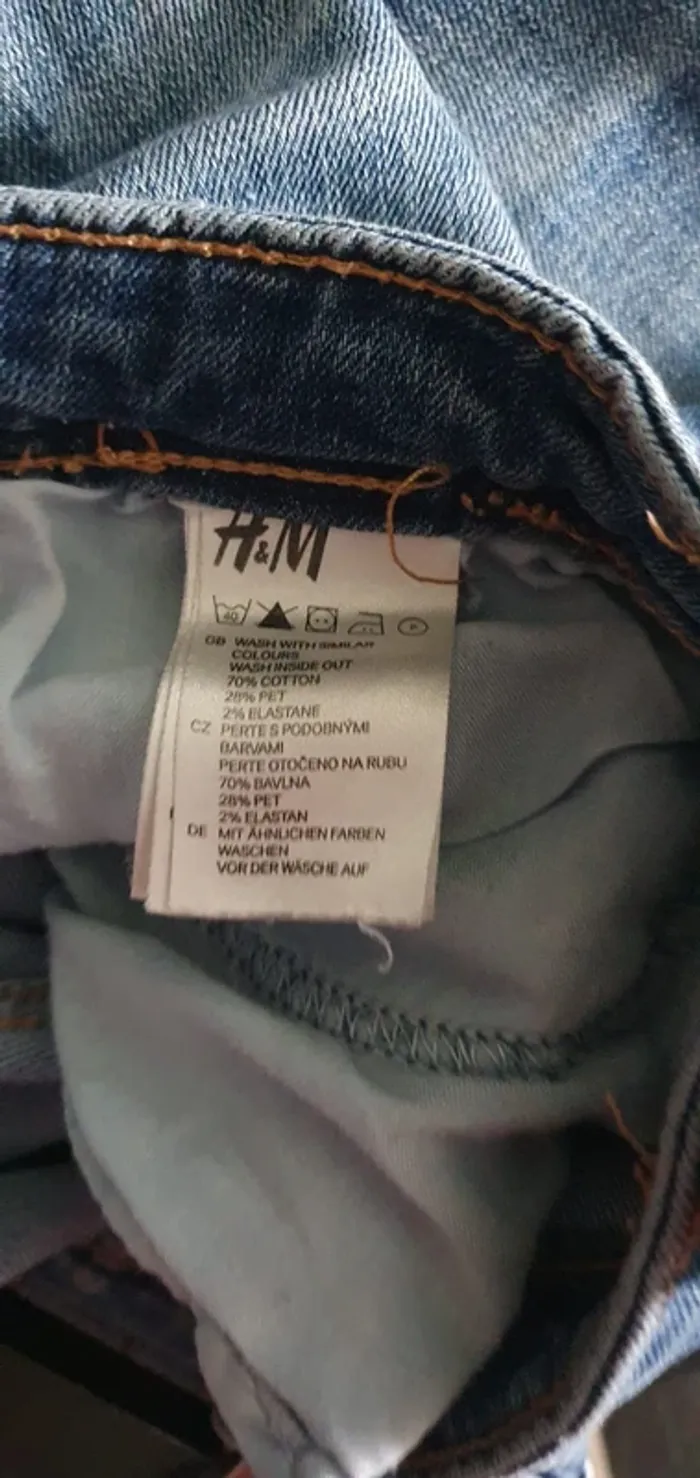 H&M
40
P
GB WASH WITH SIMILAR
COLOURS
WASH INSIDE OUT
70% COTTON
28% PET
2% ELASTANE
CZ PERTE S PODOBNÝMI
BARVAMI
PERTE OTOČENO NA RUBU
70% BAVLNA
28% PET
2% ELASTAN
DE MIT ÄHNLICHEN FARBEN
WASCHEN
VOR DER WÄSCHE AUF